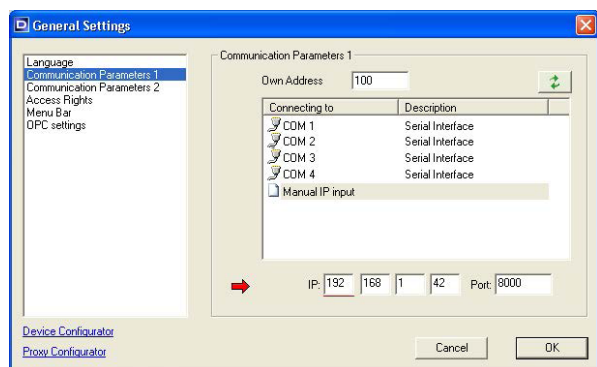 General Settings
Language
Communication Parameters 1
Communication Parameters 2
Access Rights
Menu Bar
OPC settings
Communication Parameters 1
Own Address 100
Connecting to Description
COM 1 Serial Interface
COM 2 Serial Interface
COM 3 Serial Interface
COM 4 Serial Interface
Manual IP input
IP: 192 168 1 42 Port: 8000
Device Configurator
Proxy Configurator
Cancel OK